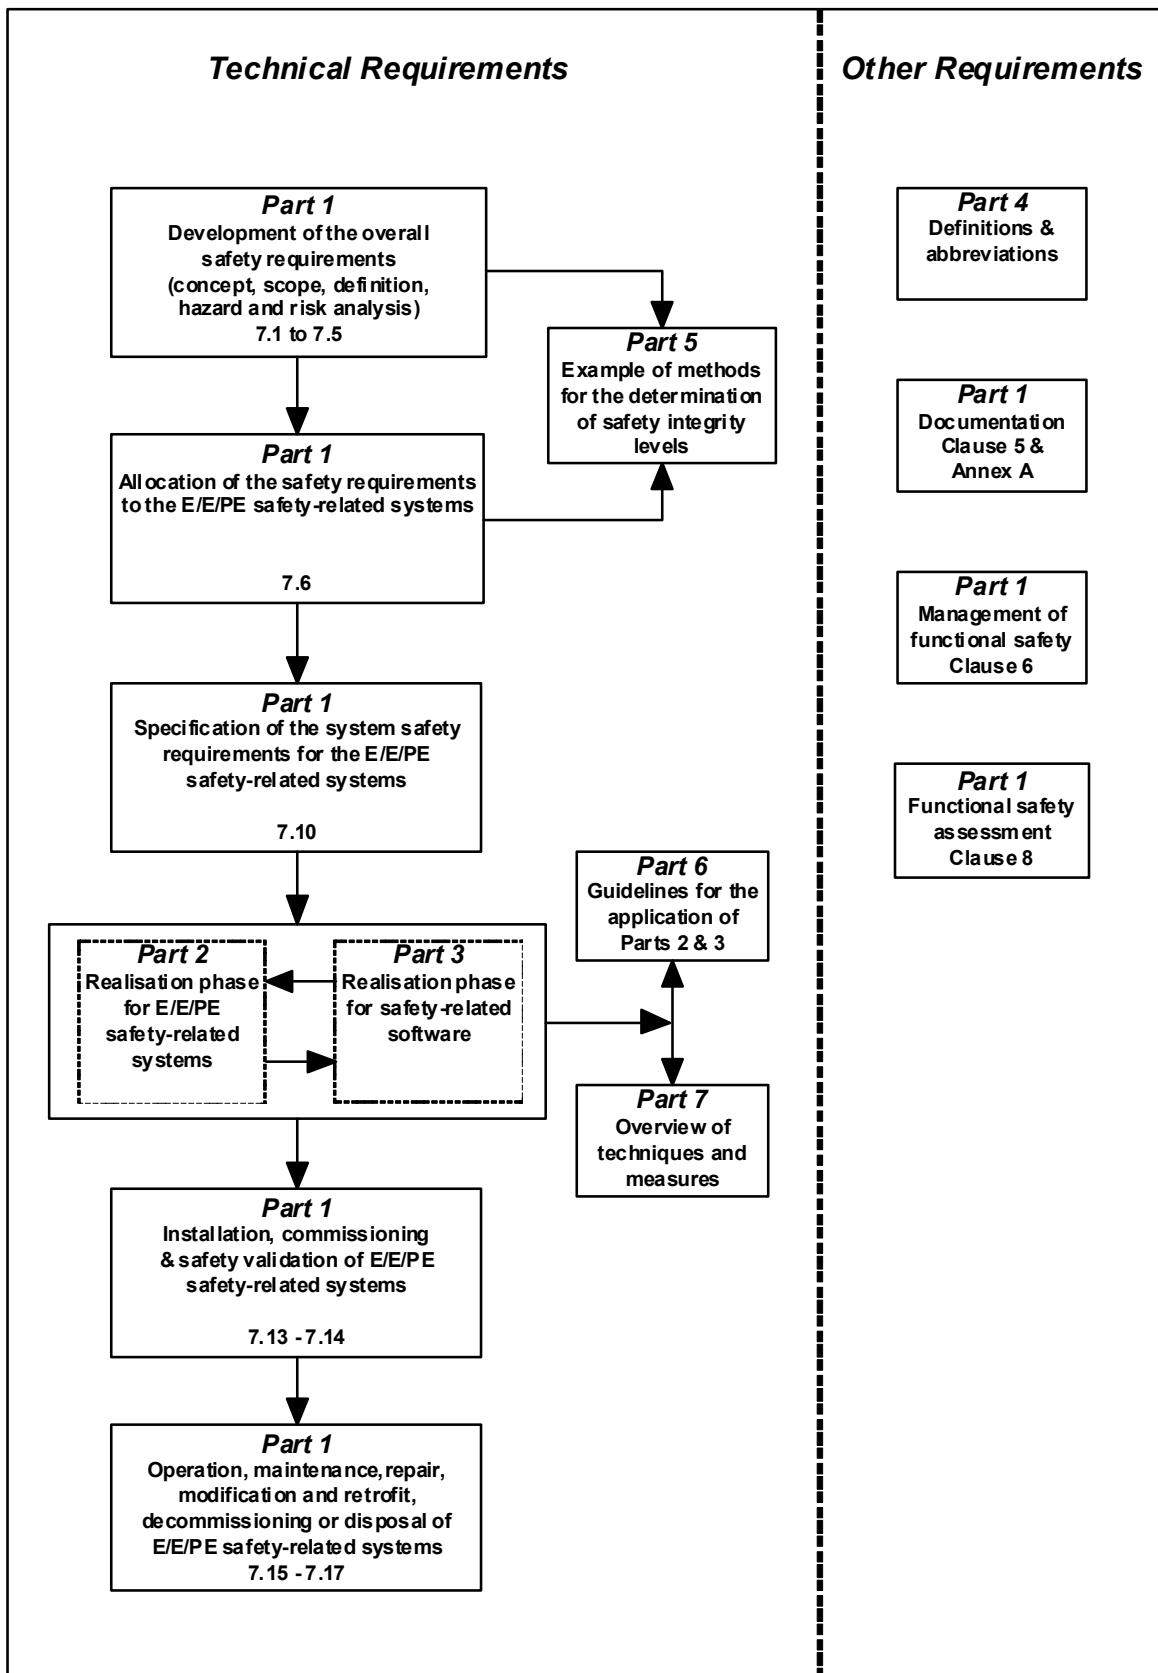 Technical Requirements
Other Requirements
Part 1
Development of the overall
safety requirements
(concept, scope, definition,
hazard and risk analysis)
7.1 to 7.5
Part 5
Example of methods
for the determination
of safety integrity
levels
Part 1
Allocation of the safety requirements
to the E/E/PE safety-related systems
7.6
Part 1
Specification of the system safety
requirements for the E/E/PE
safety-related systems
7.10
Part 6
Guidelines for the
application of
Parts 2 & 3
Part 2
Realisation phase
for E/E/PE
safety-related
systems
Part 3
Realisation phase
for safety-related
software
Part 7
Overview of
techniques and
measures
Part 1
Installation, commissioning
& safety validation of E/E/PE
safety-related systems
7.13 - 7.14
Part 1
Operation, maintenance, repair,
modification and retrofit,
decommissioning or disposal of
E/E/PE safety-related systems
7.15 - 7.17
Part 4
Definitions &
abbreviations
Part 1
Documentation
Clause 5 &
Annex A
Part 1
Management of
functional safety
Clause 6
Part 1
Functional safety
assessment
Clause 8